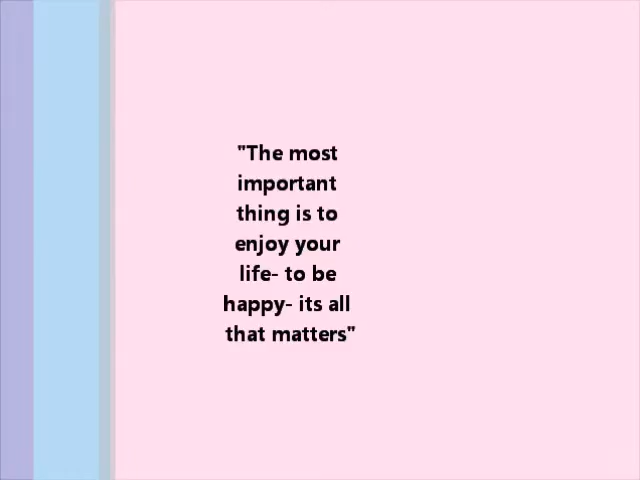 "The most
important
thing is to
enjoy your
life- to be
happy- its all
that matters"